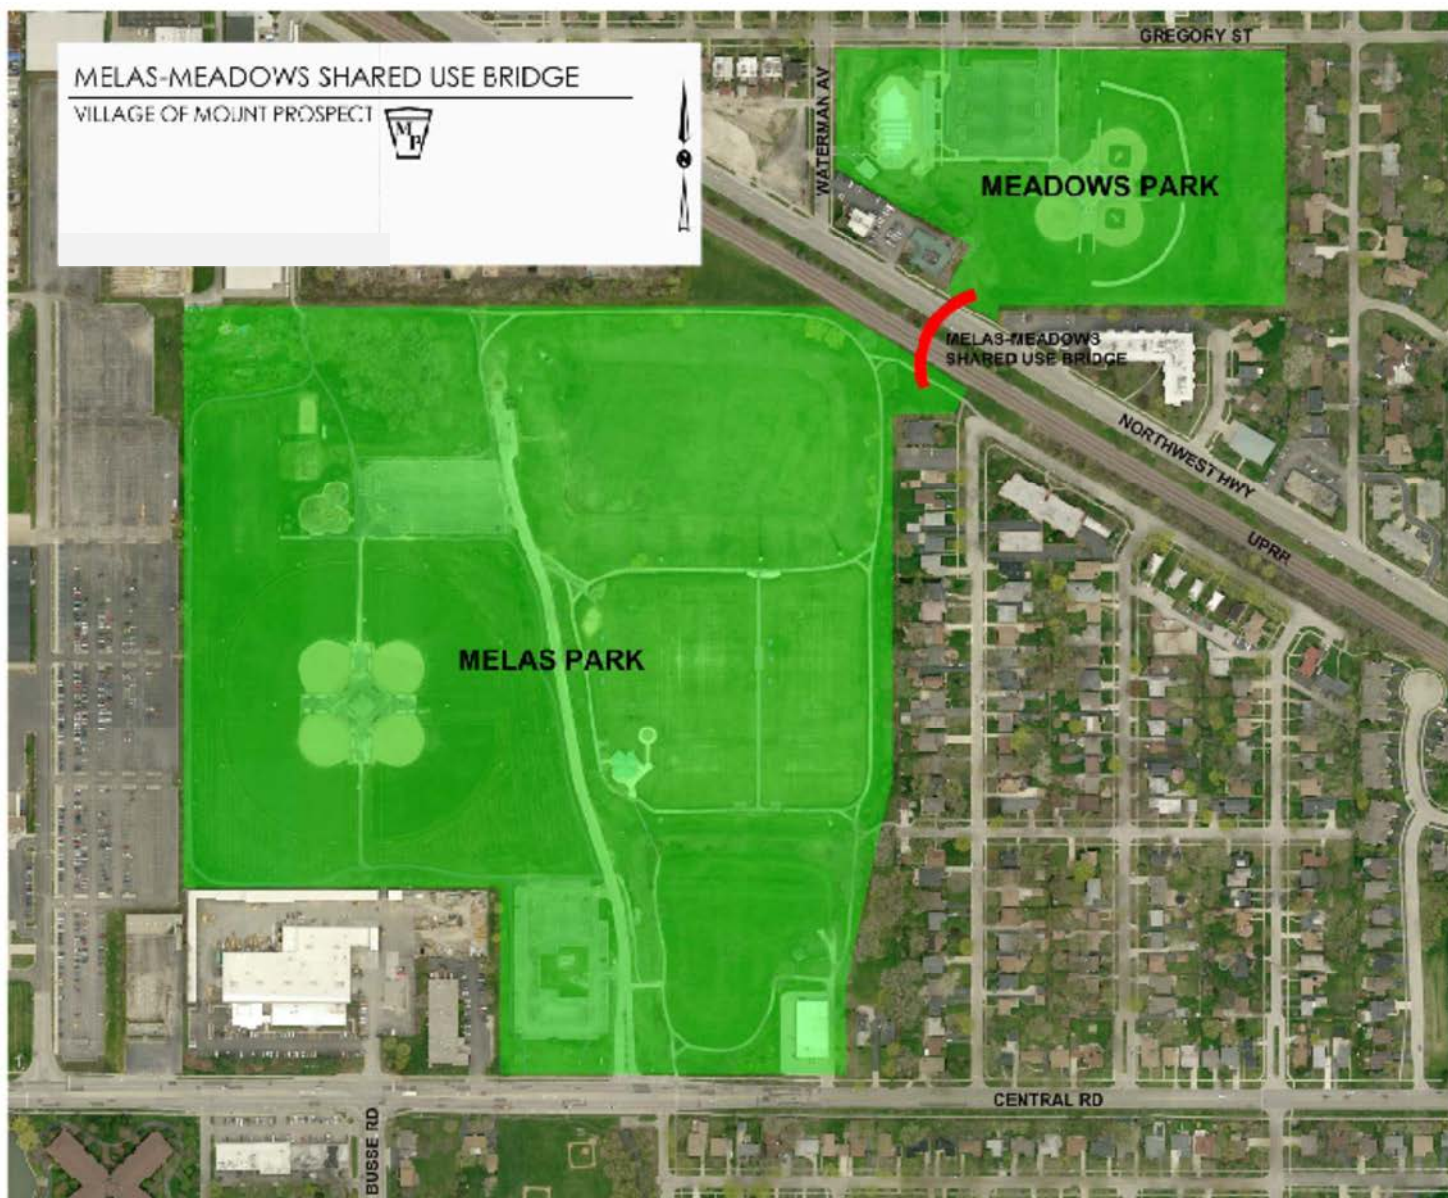 MELAS-MEADOWS SHARED USE BRIDGE
VILLAGE OF MOUNT PROSPECT
MP
N
GREGORY ST
WATERMAN AV
MEADOWS PARK
MELAS-MEADOWS
SHARED USE BRIDGE
NORTHWEST HWY
UPRR
MELAS PARK
CENTRAL RD
BUSSE RD